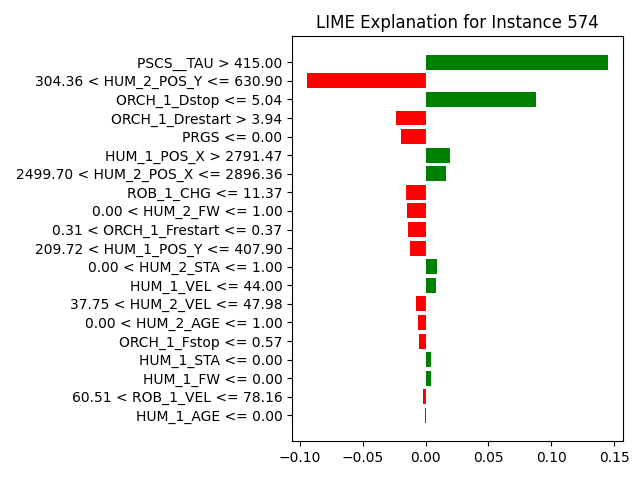 LIME Explanation for Instance 574
PSCS__TAU > 415.00
304.36 < HUM_2_POS_Y <= 630.90
ORCH_1_Dstop <= 5.04
ORCH_1_Drestart > 3.94
PRGS <= 0.00
HUM_1_POS_X > 2791.47
2499.70 < HUM_2_POS_X <= 2896.36
ROB_1_CHG <= 11.37
0.00 < HUM_2_FW <= 1.00
0.31 < ORCH_1_Frestart <= 0.37
209.72 < HUM_1_POS_Y <= 407.90
0.00 < HUM_2_STA <= 1.00
HUM_1_VEL <= 44.00
37.75 < HUM_2_VEL <= 47.98
0.00 < HUM_2_AGE <= 1.00
ORCH_1_Fstop <= 0.57
HUM_1_STA <= 0.00
HUM_1_FW <= 0.00
60.51 < ROB_1_VEL <= 78.16
HUM_1_AGE <= 0.00
−0.10 −0.05 0.00 0.05 0.10 0.15